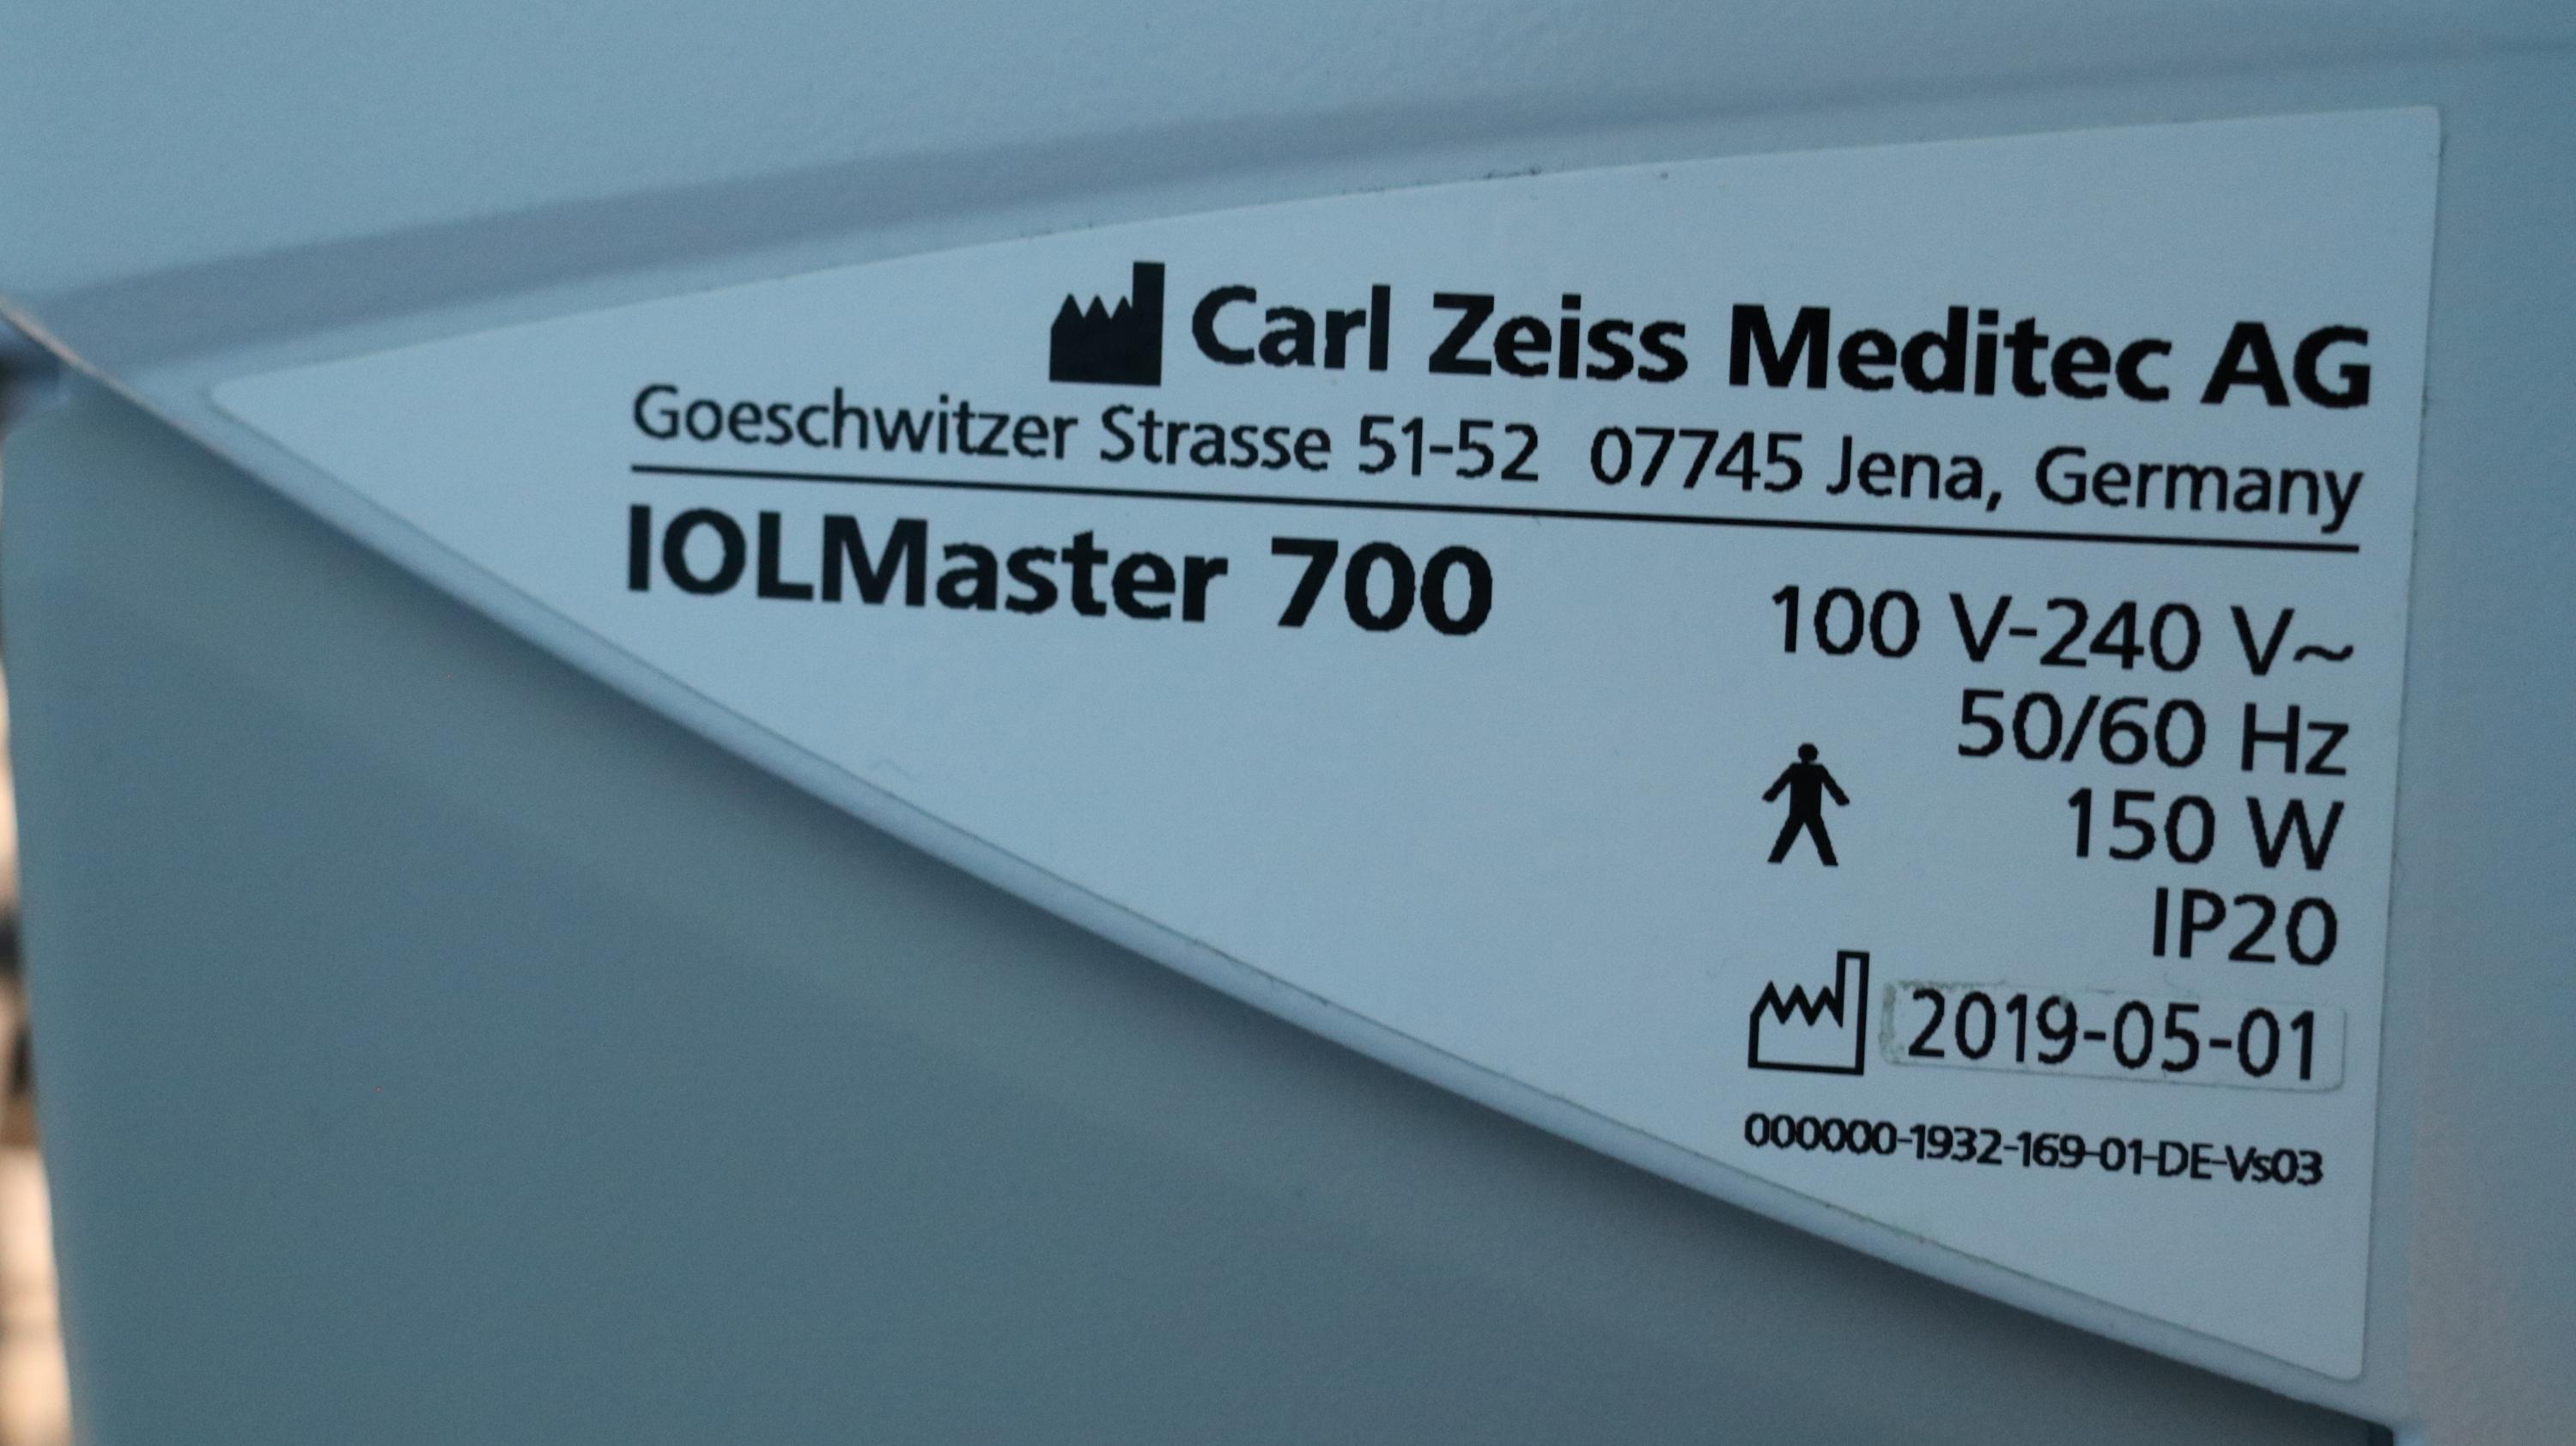 Carl Zeiss Meditec AG
Goeschwitzer Strasse 51-52 07745 Jena, Germany
IOLMaster 700
100 V-240 V~
50/60 Hz
150 W
IP20
2019-05-01
000000-1932-169-01-DE-Vs03